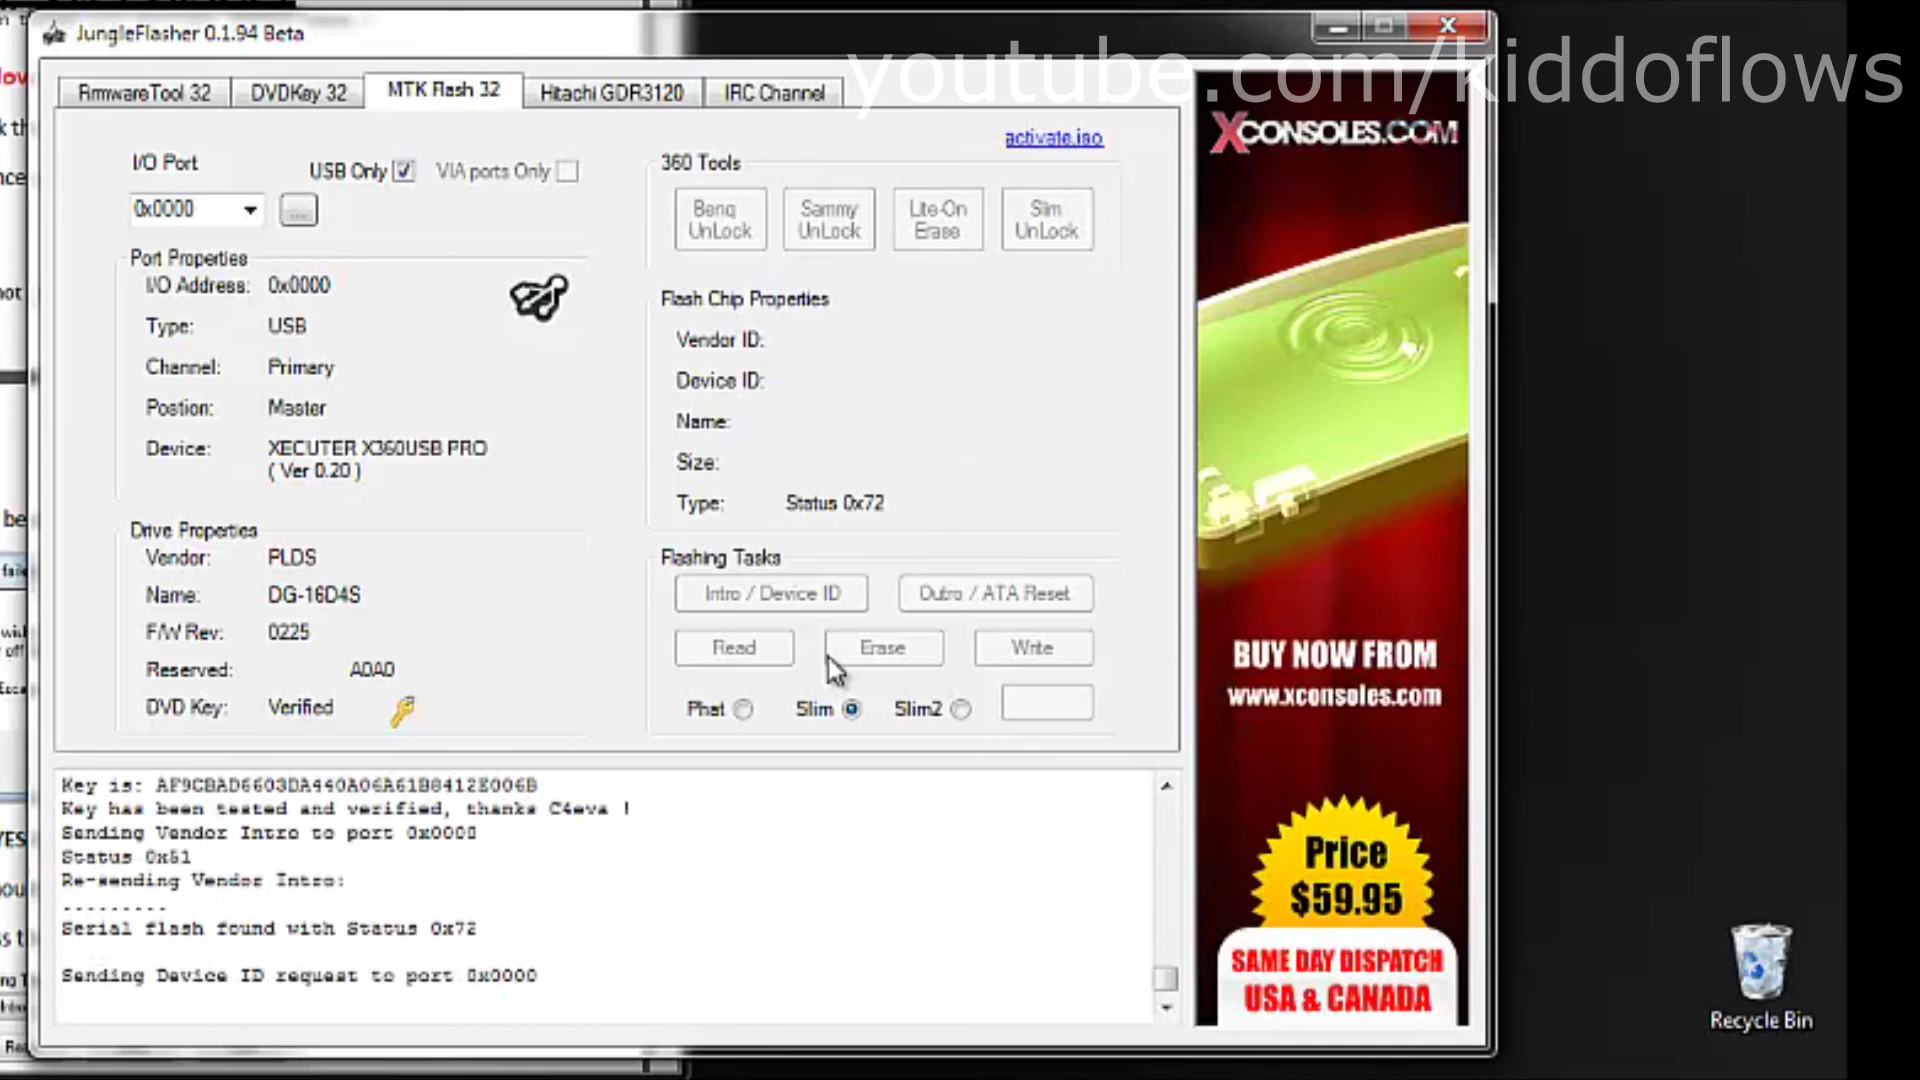 JungleFlasher 0.1.94 Beta
youtube.com/kiddoflows
FirmwareTool 32
DVDKey 32
MTK Flash 32
Hitachi GDR3120
IRC Channel
activate.iso
I/O Port
USB Only
VIA ports Only
0x0000
...
Port Properties
I/O Address: 0x0000
Type: USB
Channel: Primary
Postion: Master
Device: XECUTER X360USB PRO
( Ver 0.20 )
Drive Properties
Vendor: PLDS
Name: DG-16D4S
F/W Rev: 0225
Reserved: A0A0
DVD Key: Verified
360 Tools
Benq
UnLock
Sammy
UnLock
Lite-On
Erase
Slim
UnLock
Flash Chip Properties
Vendor ID:
Device ID:
Name:
Size:
Type: Status 0x72
Flashing Tasks
Intro / Device ID
Outro / ATA Reset
Read
Erase
Write
Phat
Slim
Slim2
Key is: AF9CBAD6603DA440A06A61B8412E006B
Key has been tested and verified, thanks C4eva !
Sending Vendor Intro to port 0x0000
Status 0x51
Re-sending Vendor Intro:
.........
Serial flash found with Status 0x72
Sending Device ID request to port 0x0000
XCONSOLES.COM
BUY NOW FROM
www.xconsoles.com
Price
$59.95
SAME DAY DISPATCH
USA & CANADA
Recycle Bin